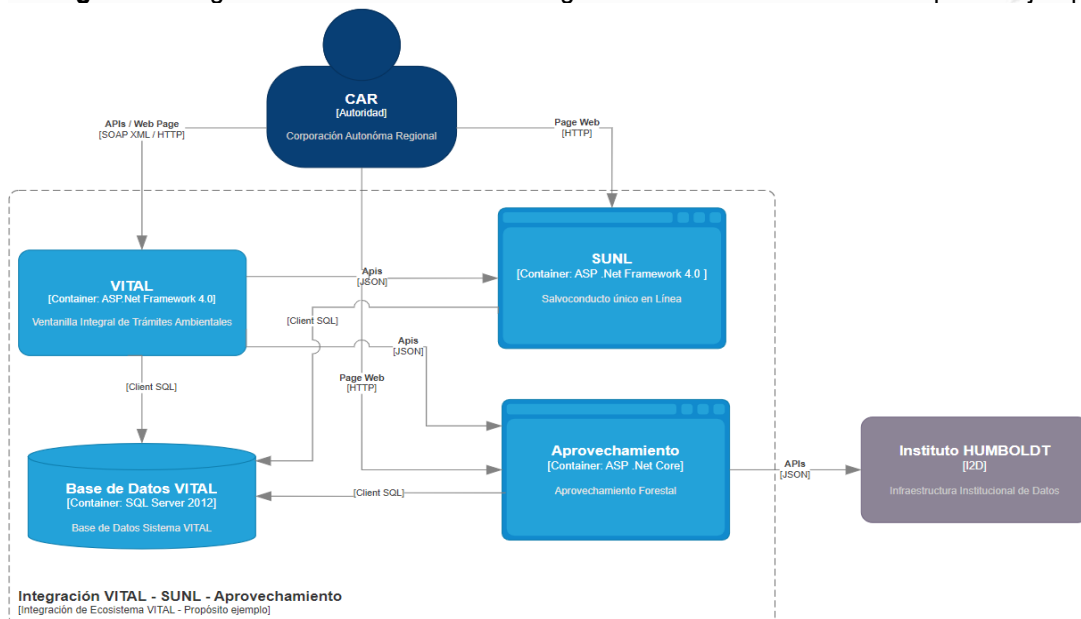 CAR
[Autoridad]
Corporación Autonóma Regional
APIs / Web Page
[SOAP XML / HTTP]
Page Web
[HTTP]
VITAL
[Container: ASP.Net Framework 4.0]
Ventanilla Integral de Trámites Ambientales
SUNL
[Container: ASP .Net Framework 4.0 ]
Salvoconducto único en Línea
Apis
[JSON]
[Client SQL]
Apis
[JSON]
Page Web
[HTTP]
[Client SQL]
Base de Datos VITAL
[Container: SQL Server 2012]
Base de Datos Sistema VITAL
[Client SQL]
Aprovechamiento
[Container: ASP .Net Core]
Aprovechamiento Forestal
APIs
[JSON]
Instituto HUMBOLDT
[I2D]
Infraestructura Institucional de Datos
Integración VITAL - SUNL - Aprovechamiento
[Integración de Ecosistema VITAL - Propósito ejemplo]